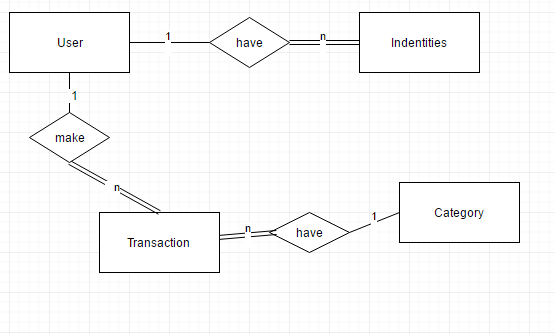 User
1
have
n
Indentities
1
make
n
Transaction
n
have
1
Category